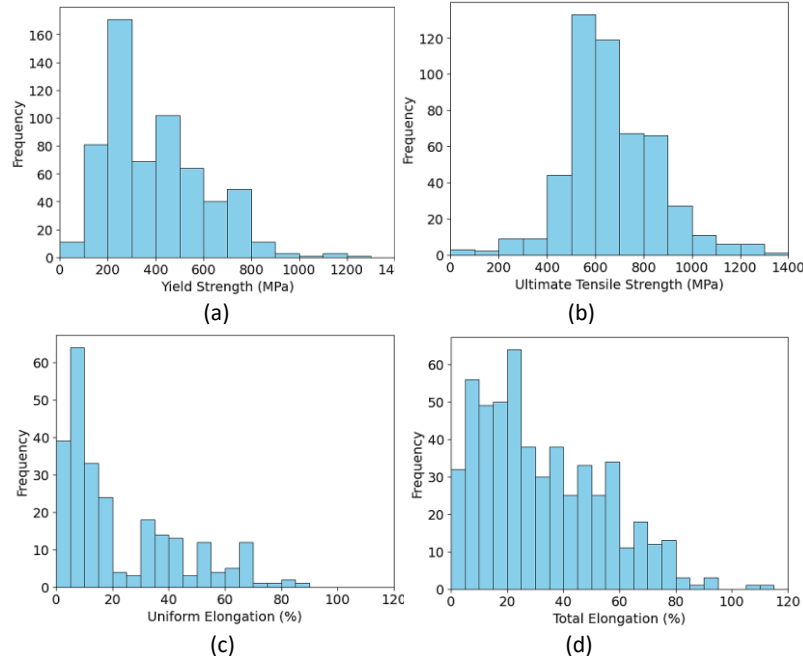 160
140
120
100
80
60
40
20
0
Frequency
0 200 400 600 800 1000 1200 140
Yield Strength (MPa)
(a)
120
100
80
60
40
20
0
Frequency
0 200 400 600 800 1000 1200 1400
Ultimate Tensile Strength (MPa)
(b)
60
50
40
30
20
10
0
Frequency
0 20 40 60 80 100 120
Uniform Elongation (%)
(c)
60
50
40
30
20
10
0
Frequency
0 20 40 60 80 100 120
Total Elongation (%)
(d)